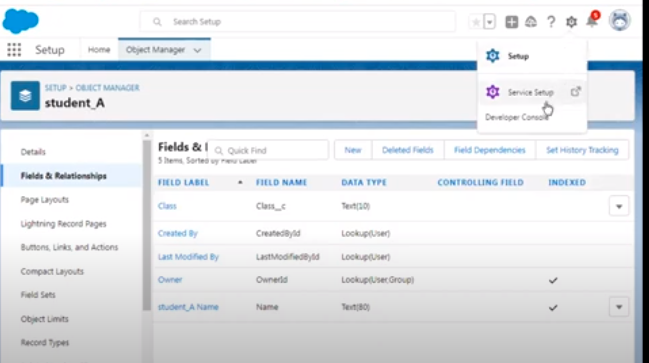 Search Setup
5
Setup
Home
Object Manager
Setup
Service Setup
Developer Console
SETUP > OBJECT MANAGER
student_A
Details
Fields & Relationships
Page Layouts
Lightning Record Pages
Buttons, Links, and Actions
Compact Layouts
Field Sets
Object Limits
Record Types
Fields &
Quick Find
New
Deleted Fields
Field Dependencies
Set History Tracking
5 Items, Sorted by Field Label
FIELD LABEL FIELD NAME DATA TYPE CONTROLLING FIELD INDEXED
Class Class__c Text(10)
Created By CreatedById Lookup(User)
Last Modified By LastModifiedById Lookup(User)
Owner OwnerId Lookup(User,Group)
student_A Name Name Text(80)